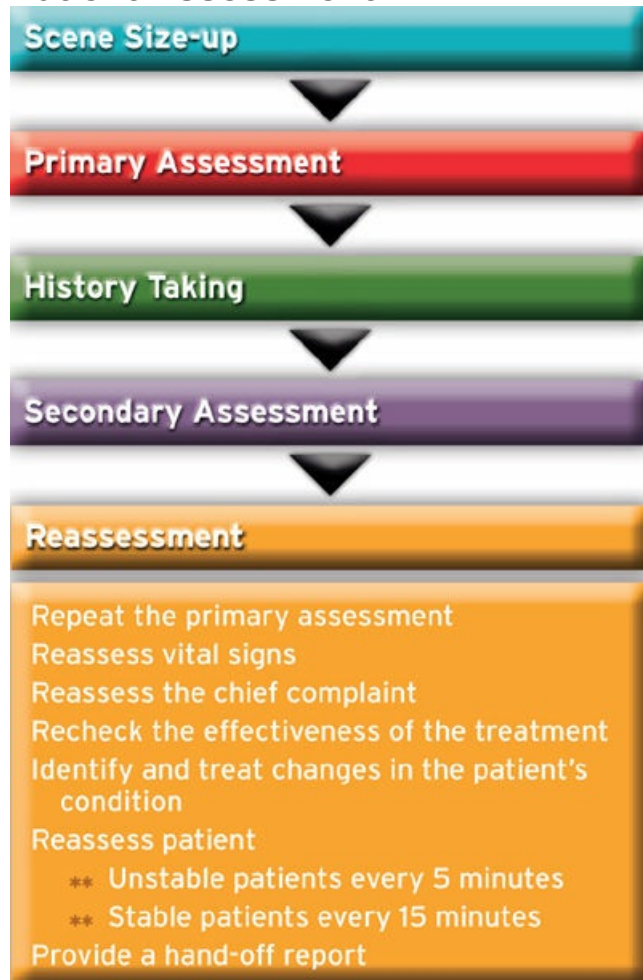 Scene Size-up
Primary Assessment
History Taking
Secondary Assessment
Reassessment
Repeat the primary assessment
Reassess vital signs
Reassess the chief complaint
Recheck the effectiveness of the treatment
Identify and treat changes in the patient's
condition
Reassess patient
** Unstable patients every 5 minutes
** Stable patients every 15 minutes
Provide a hand-off report